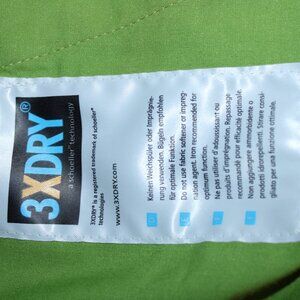 3XDRY®
a schoeller® technology
3XDRY® is a registered trademark of schoeller®
technologies
www.3XDRY.com
D
Keinen Weichspüler oder Imprägnie-
rung verwenden. Bügeln empfohlen
für optimale Funktion.
E
Do not use fabric softener or impreg-
nation agent. Iron recommended for
optimum function.
F
Ne pas utiliser d'adoucissant ou
produits d'imprégnation. Repassage
recommandé pour efficacité optimale.
I
Non aggiungere ammorbidente o
prodotti idrorepellenti. Stirare consi-
gliato per una funzione optimale.